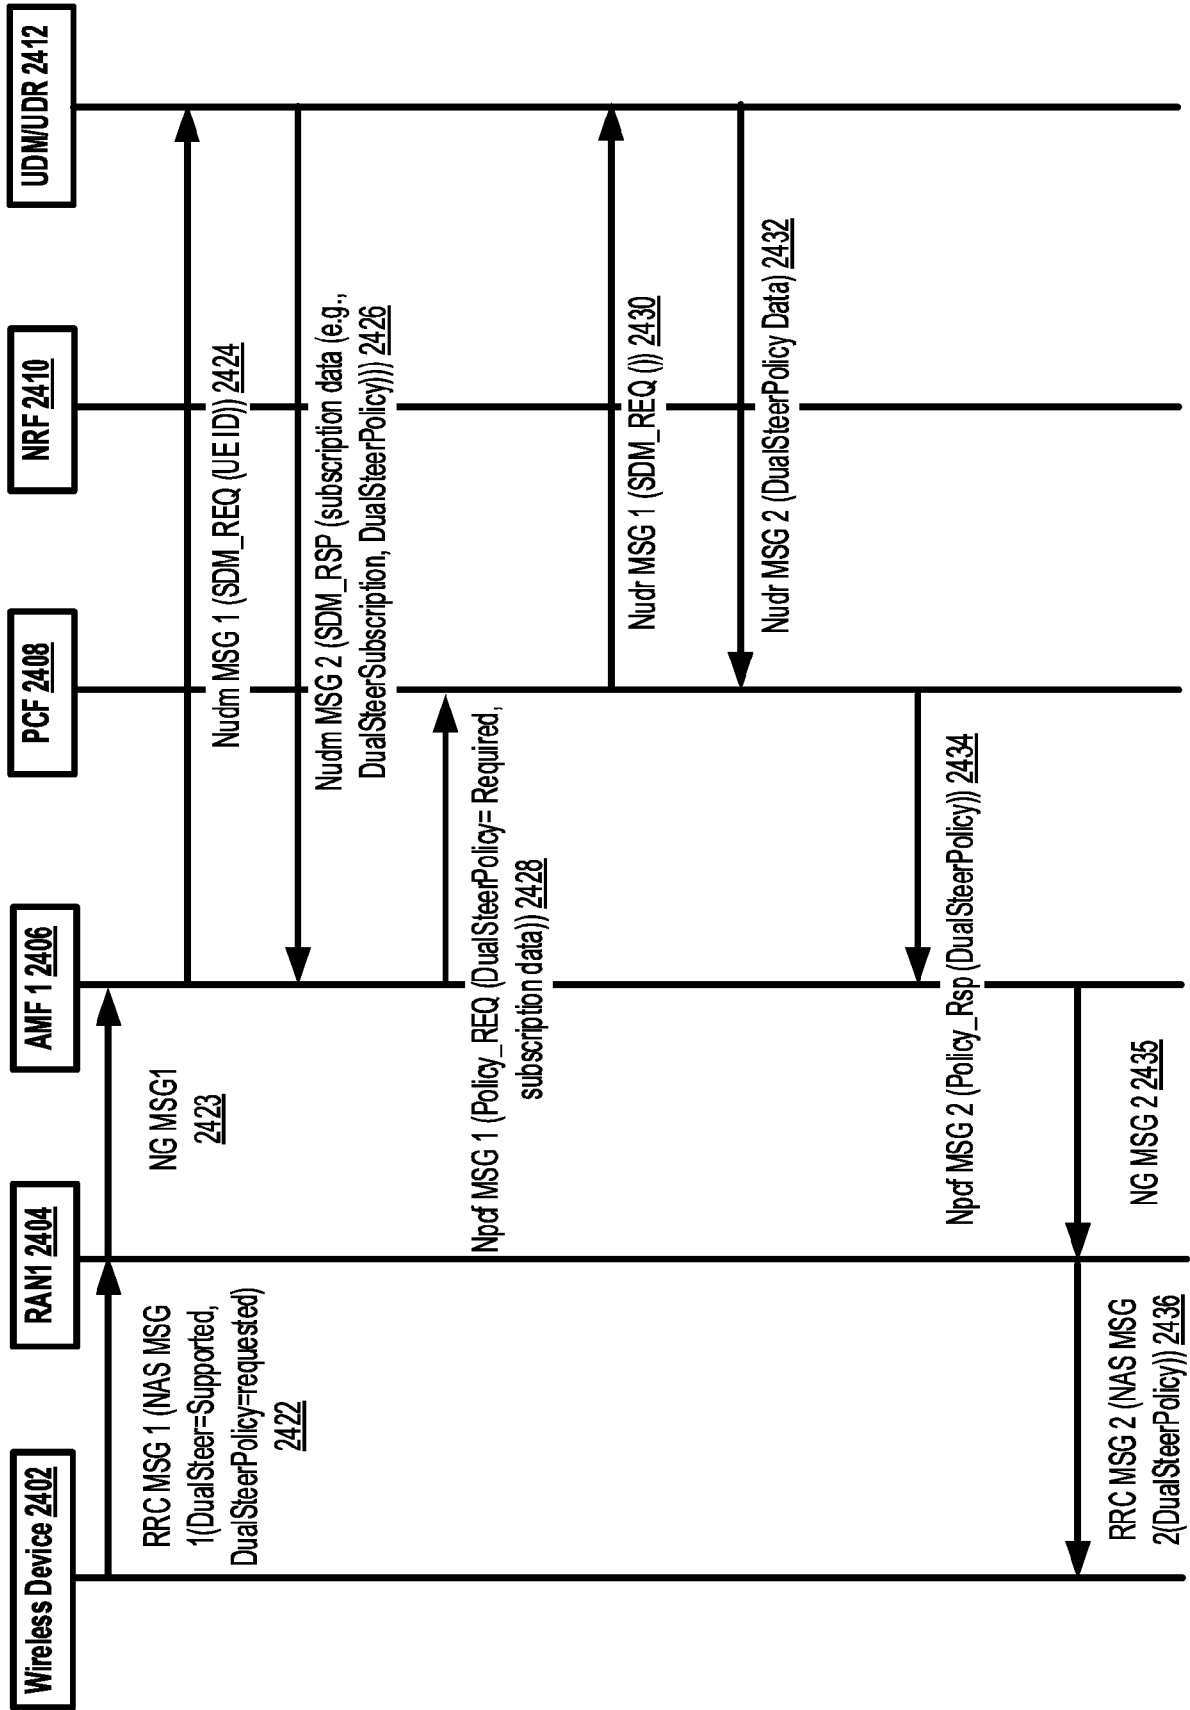 Wireless Device 2402
RAN1 2404
AMF 1 2406
PCF 2408
NRF 2410
UDM/UDR 2412
RRC MSG 1 (NAS MSG
1(DualSteer=Supported,
DualSteerPolicy=requested)
2422
NG MSG1
2423
Nudm MSG 1 (SDM_REQ (UE ID)) 2424
Nudm MSG 2 (SDM_RSP (subscription data (e.g.,
DualSteerSubscription, DualSteerPolicy))) 2426
Npcf MSG 1 (Policy_REQ (DualSteerPolicy= Required,
subscription data)) 2428
Nudr MSG 1 (SDM_REQ ()) 2430
Nudr MSG 2 (DualSteerPolicy Data) 2432
Npcf MSG 2 (Policy_Rsp (DualSteerPolicy)) 2434
NG MSG 2 2435
RRC MSG 2 (NAS MSG
2(DualSteerPolicy)) 2436